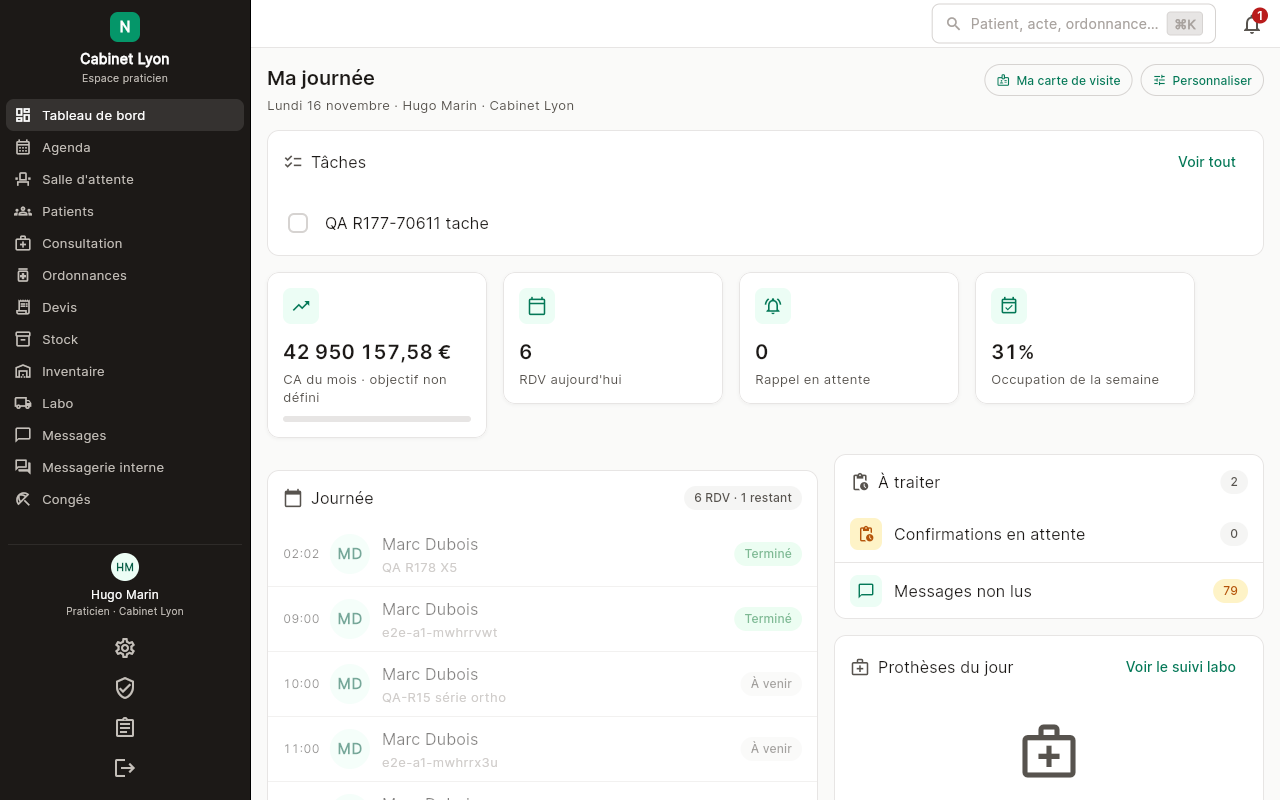 N
Cabinet Lyon
Espace praticien
Tableau de bord
Agenda
Salle d'attente
Patients
Consultation
Ordonnances
Devis
Stock
Inventaire
Labo
Messages
Messagerie interne
Congés
HM
Hugo Marin
Praticien · Cabinet Lyon
Patient, acte, ordonnance...
⌘K
1
Ma journée
Lundi 16 novembre · Hugo Marin · Cabinet Lyon
Ma carte de visite
Personnaliser
Tâches
Voir tout
QA R177-70611 tache
42 950 157,58 €
CA du mois · objectif non
défini
6
RDV aujourd'hui
0
Rappel en attente
31%
Occupation de la semaine
Journée
6 RDV · 1 restant
02:02
MD
Marc Dubois
QA R178 X5
Terminé
09:00
MD
Marc Dubois
e2e-a1-mwhrrvwt
Terminé
10:00
MD
Marc Dubois
QA-R15 série ortho
À venir
11:00
MD
Marc Dubois
e2e-a1-mwhrrx3u
À venir
À traiter
2
Confirmations en attente
0
Messages non lus
79
Prothèses du jour
Voir le suivi labo